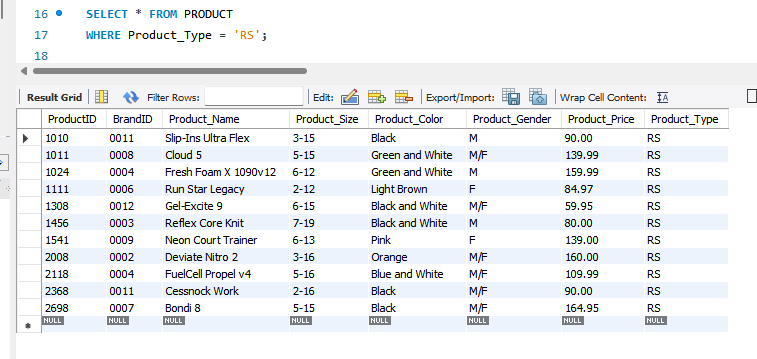 16 SELECT * FROM PRODUCT
17 WHERE Product_Type = 'RS';
18
Result Grid Filter Rows: Edit: Export/Import: Wrap Cell Content: IA
ProductID BrandID Product_Name Product_Size Product_Color Product_Gender Product_Price Product_Type
1010 0011 Slip-Ins Ultra Flex 3-15 Black M 90.00 RS
1011 0008 Cloud 5 5-15 Green and White M/F 139.99 RS
1024 0004 Fresh Foam X 1090v12 6-12 Green and White M 159.99 RS
1111 0006 Run Star Legacy 2-12 Light Brown F 84.97 RS
1308 0012 Gel-Excite 9 6-15 Black and White M/F 59.95 RS
1456 0003 Reflex Core Knit 7-19 Black and White M 80.00 RS
1541 0009 Neon Court Trainer 6-13 Pink F 139.00 RS
2008 0002 Deviate Nitro 2 3-16 Orange M/F 160.00 RS
2118 0004 FuelCell Propel v4 5-16 Blue and White M/F 109.99 RS
2368 0011 Cessnock Work 2-16 Black M/F 90.00 RS
2698 0007 Bondi 8 5-15 Black M/F 164.95 RS
NULL NULL NULL NULL NULL NULL NULL NULL